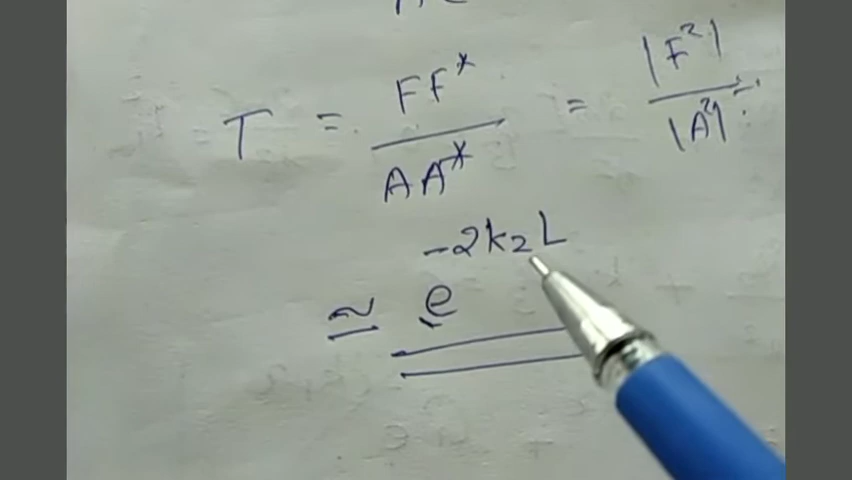 T = FF* / AA* = |F²| / |A²| ÷
≈ e^-2k₂L